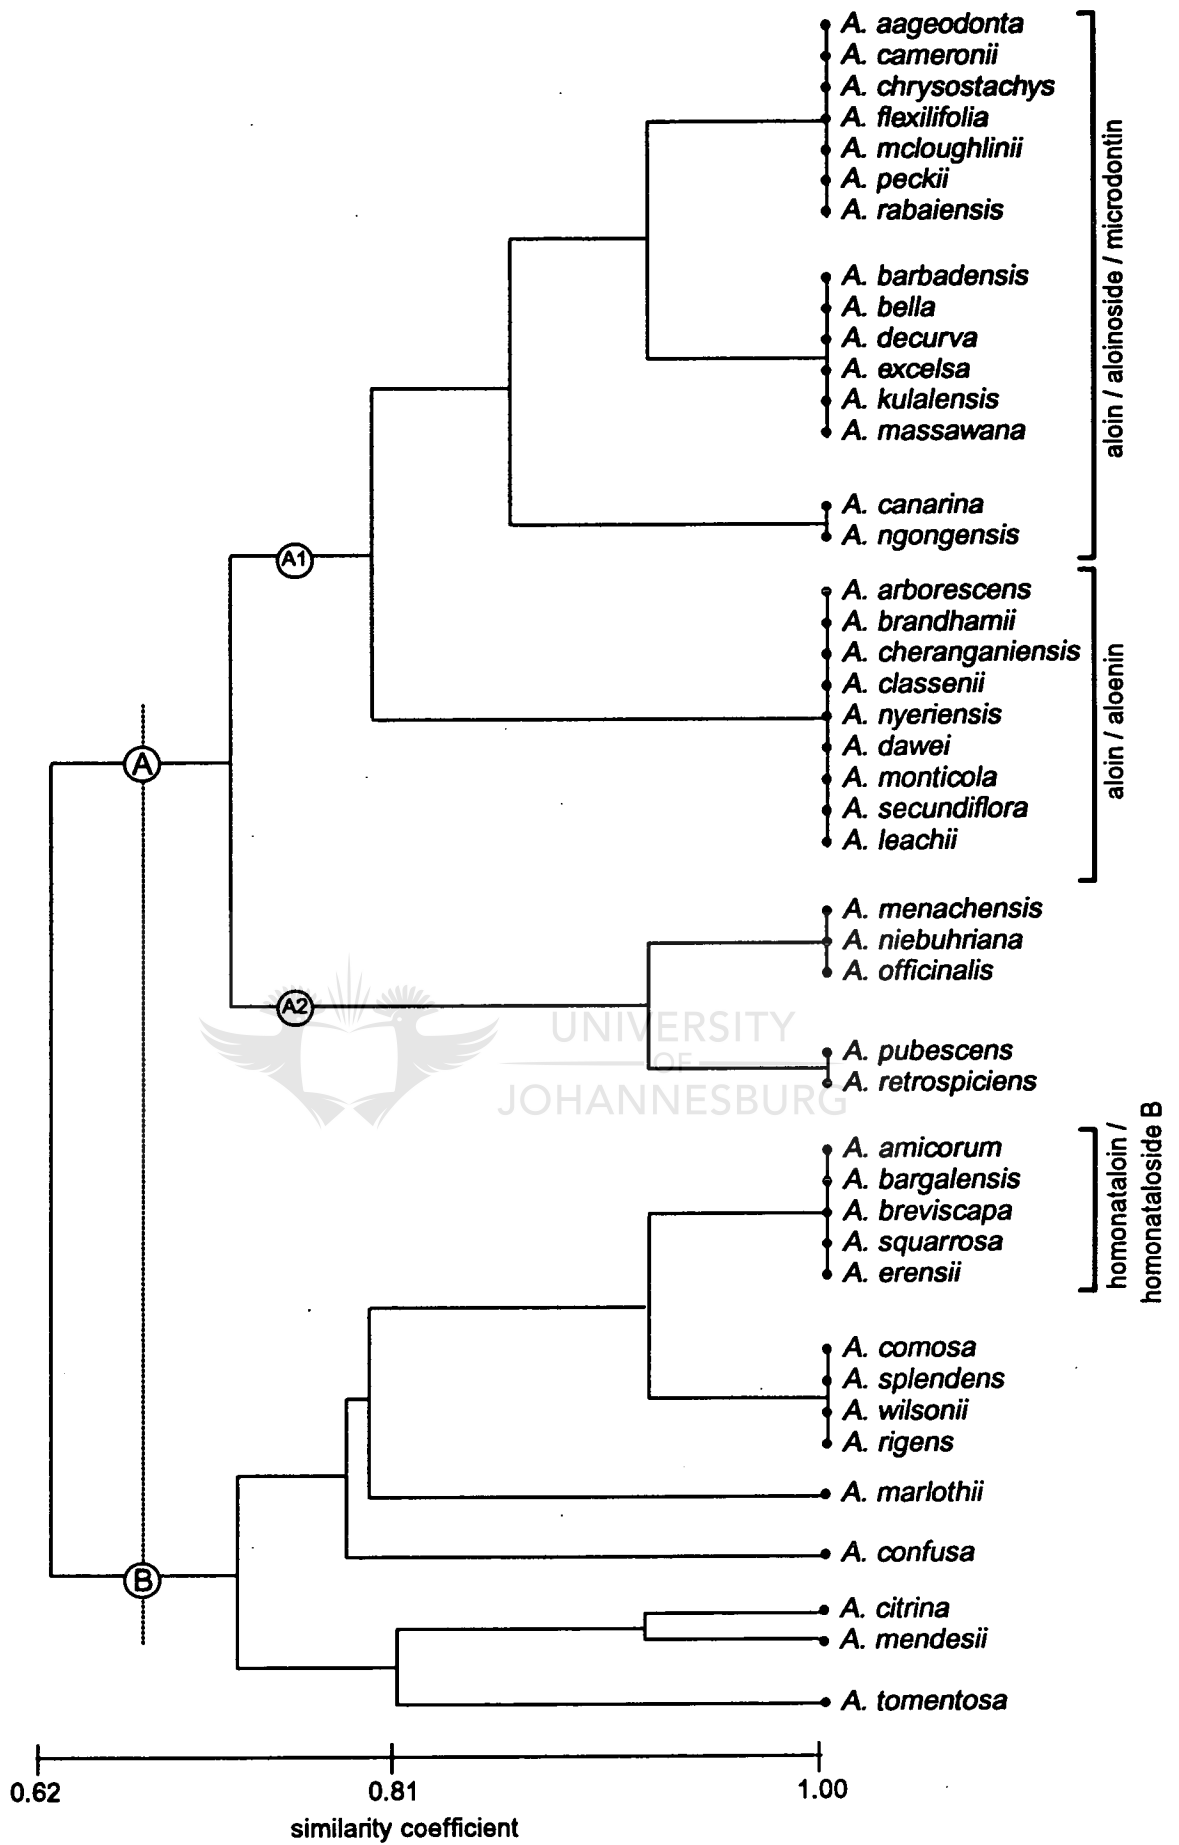 A. aageodonta
A. cameronii
A. chrysostachys
A. flexilifolia
A. mcloughlinii
A. peckii
A. rabaiensis
aloin / aloinoside / microdontin
A. barbadensis
A. bella
A. decurva
A. excelsa
A. kulalensis
A. massawana
A. canarina
A. ngongensis
A1
A. arborescens
A. brandhamii
A. cheranganiensis
A. classenii
A. nyeriensis
A. dawei
A. monticola
A. secundiflora
A. leachii
aloin / aloenin
A
A. menachensis
A. niebuhriana
A. officinalis
A2
UNIVERSITY
OF
JOHANNESBURG
A. pubescens
A. retrospiciens
A. amicorum
A. bargalensis
A. breviscapa
A. squarrosa
A. erensii
homonataloin /
homonataloside B
A. comosa
A. splendens
A. wilsonii
A. rigens
A. marlothii
A. confusa
B
A. citrina
A. mendesii
A. tomentosa
0.62 0.81 1.00
similarity coefficient